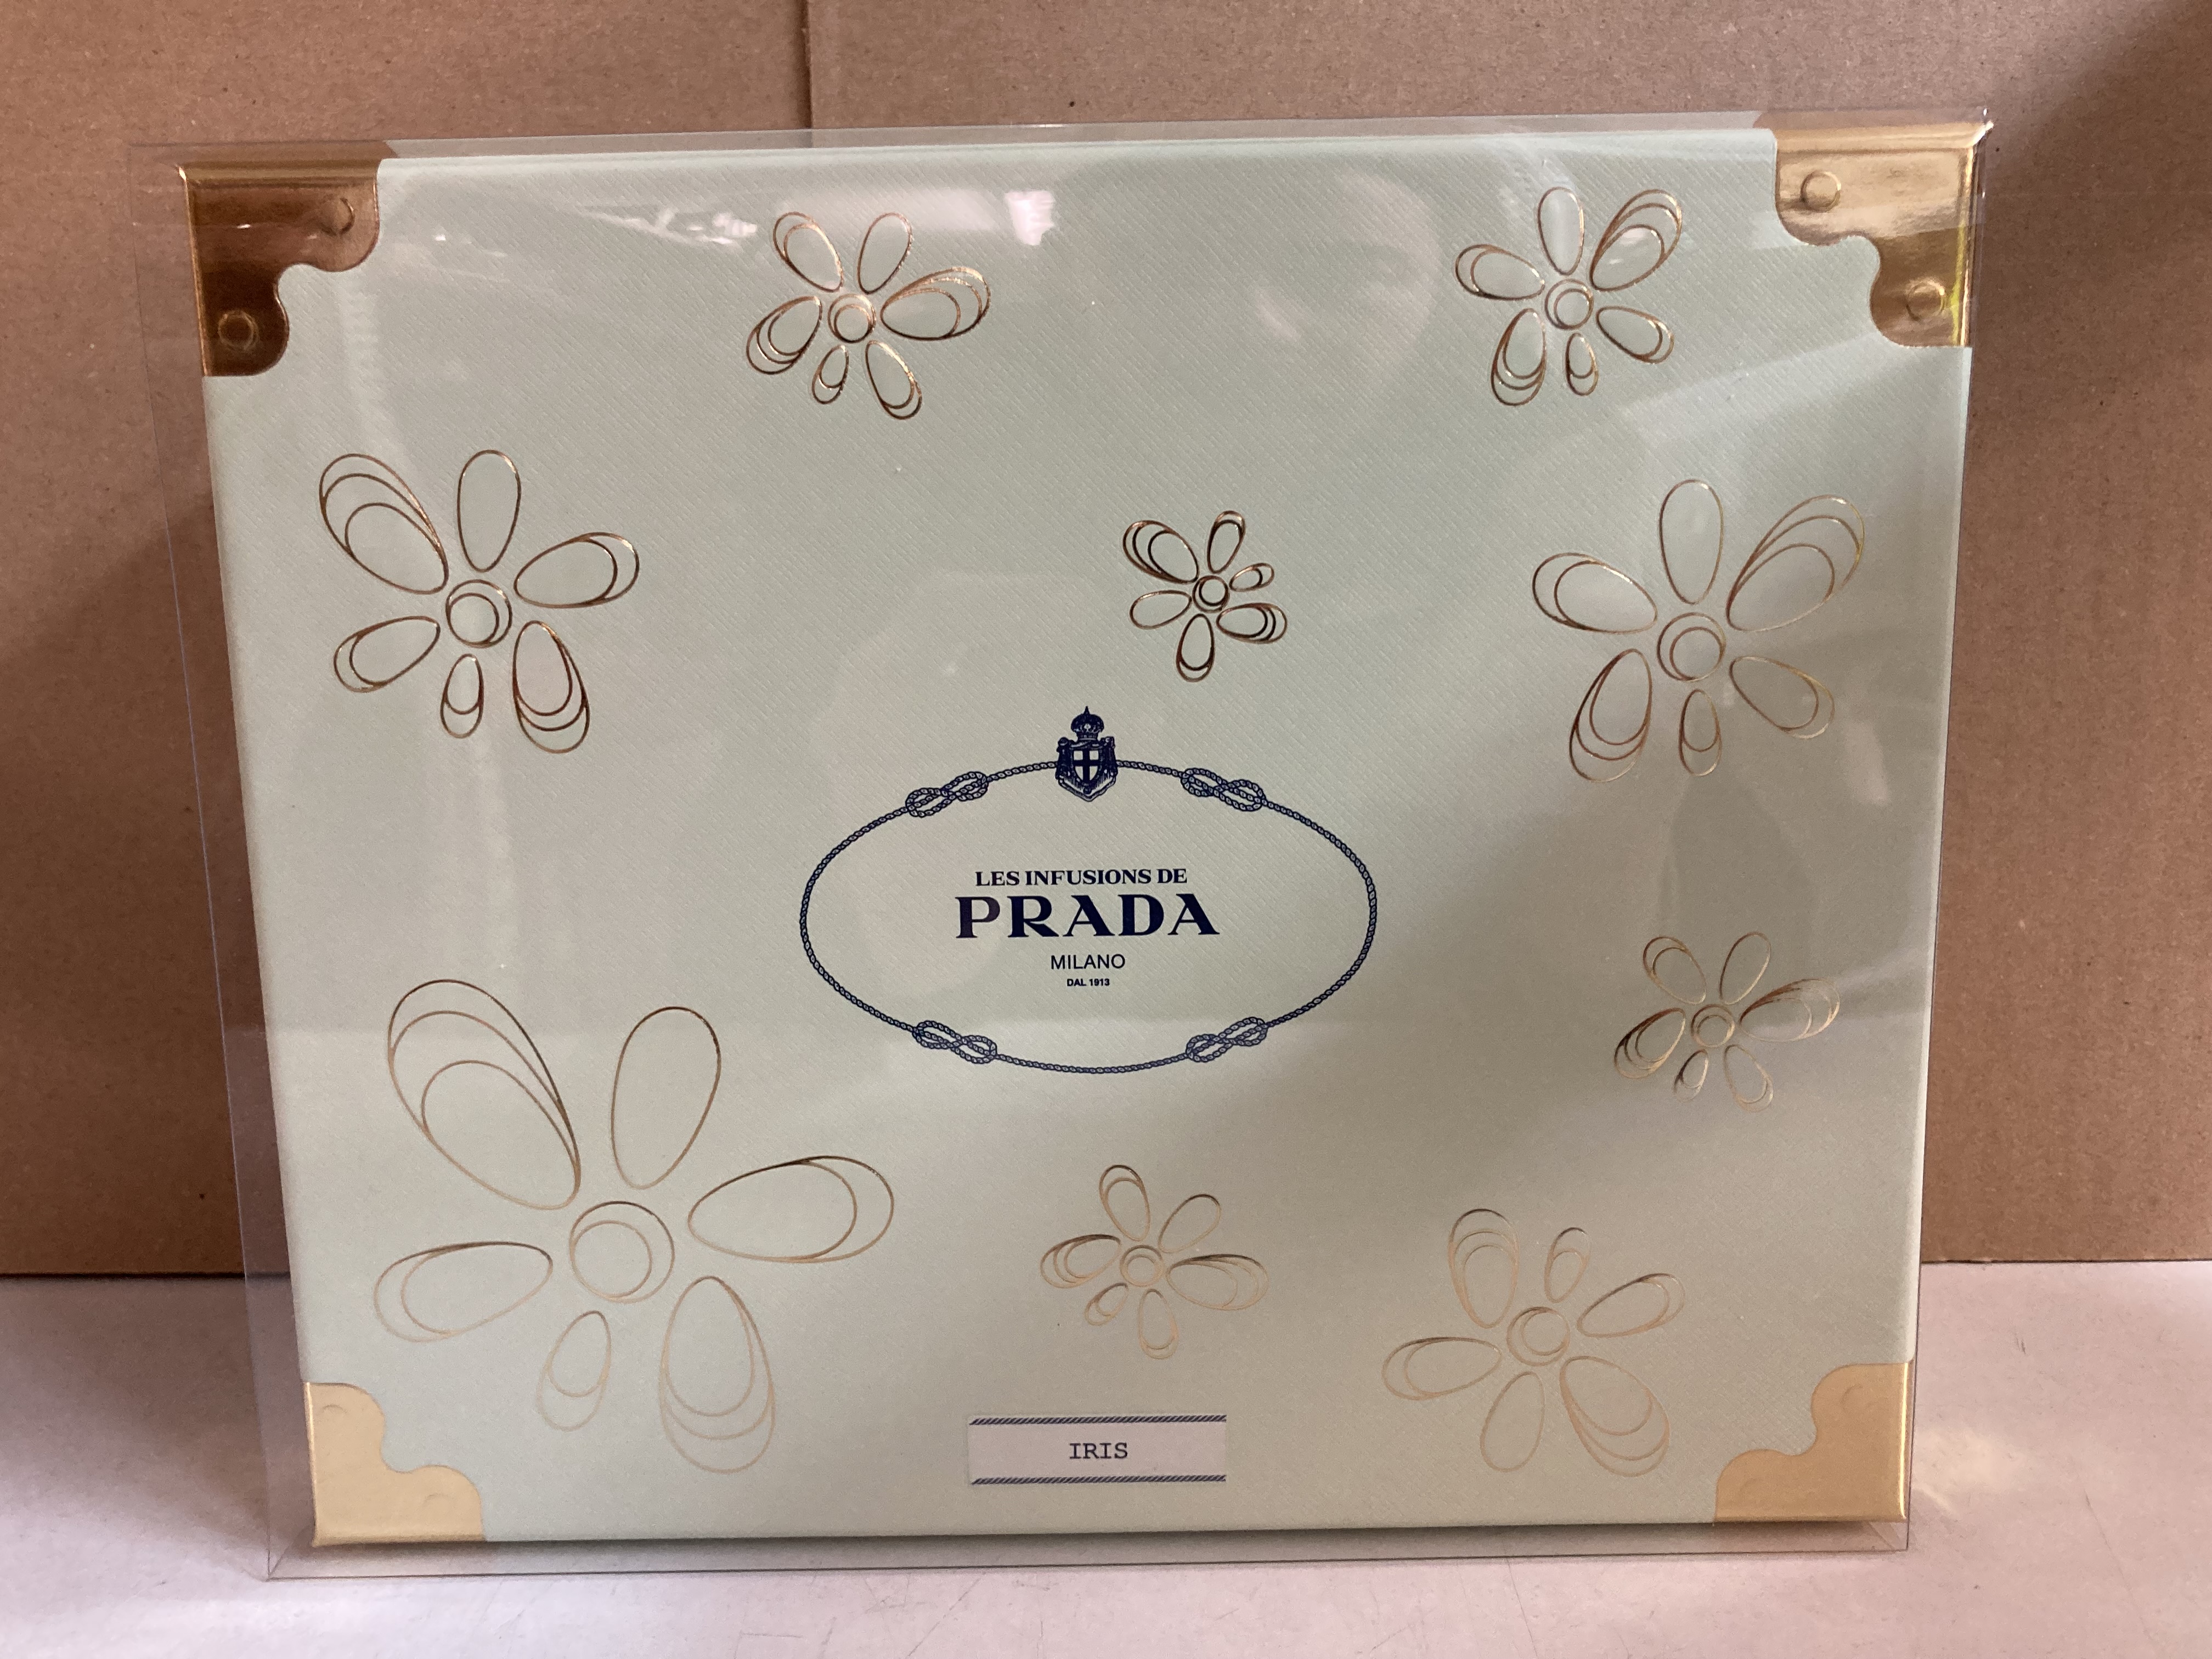 LES INFUSIONS DE
PRADA
MILANO
DAL 1913
IRIS